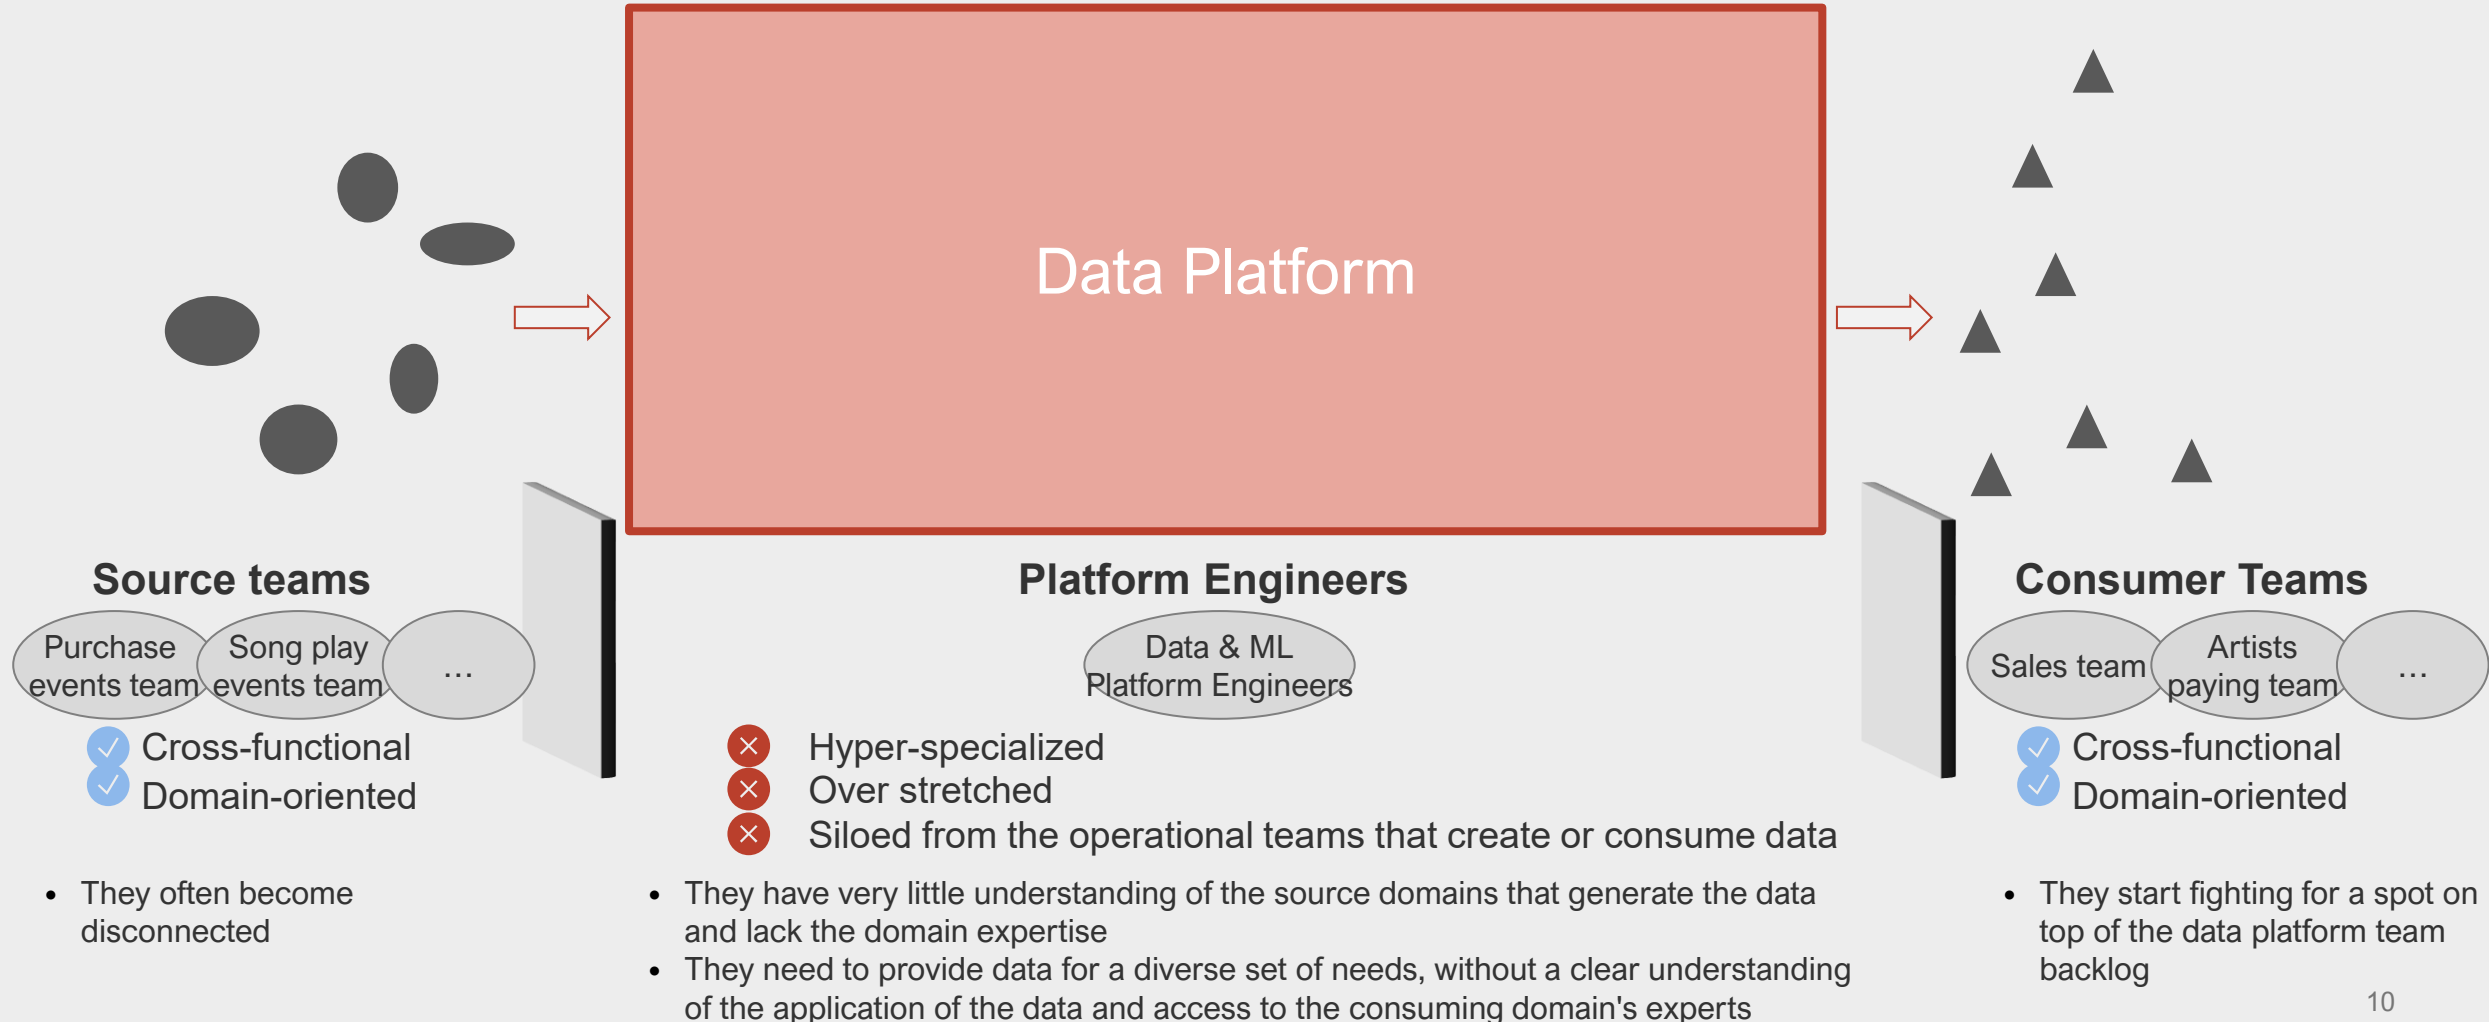 Data Platform
Source teams
Purchase
events team
Song play
events team
...
Cross-functional
Domain-oriented
• They often become
disconnected
Platform Engineers
Data & ML
Platform Engineers
Hyper-specialized
Over stretched
Siloed from the operational teams that create or consume data
• They have very little understanding of the source domains that generate the data
and lack the domain expertise
• They need to provide data for a diverse set of needs, without a clear understanding
of the application of the data and access to the consuming domain's experts
Consumer Teams
Sales team
Artists
paying team
...
Cross-functional
Domain-oriented
• They start fighting for a spot on
top of the data platform team
backlog
10